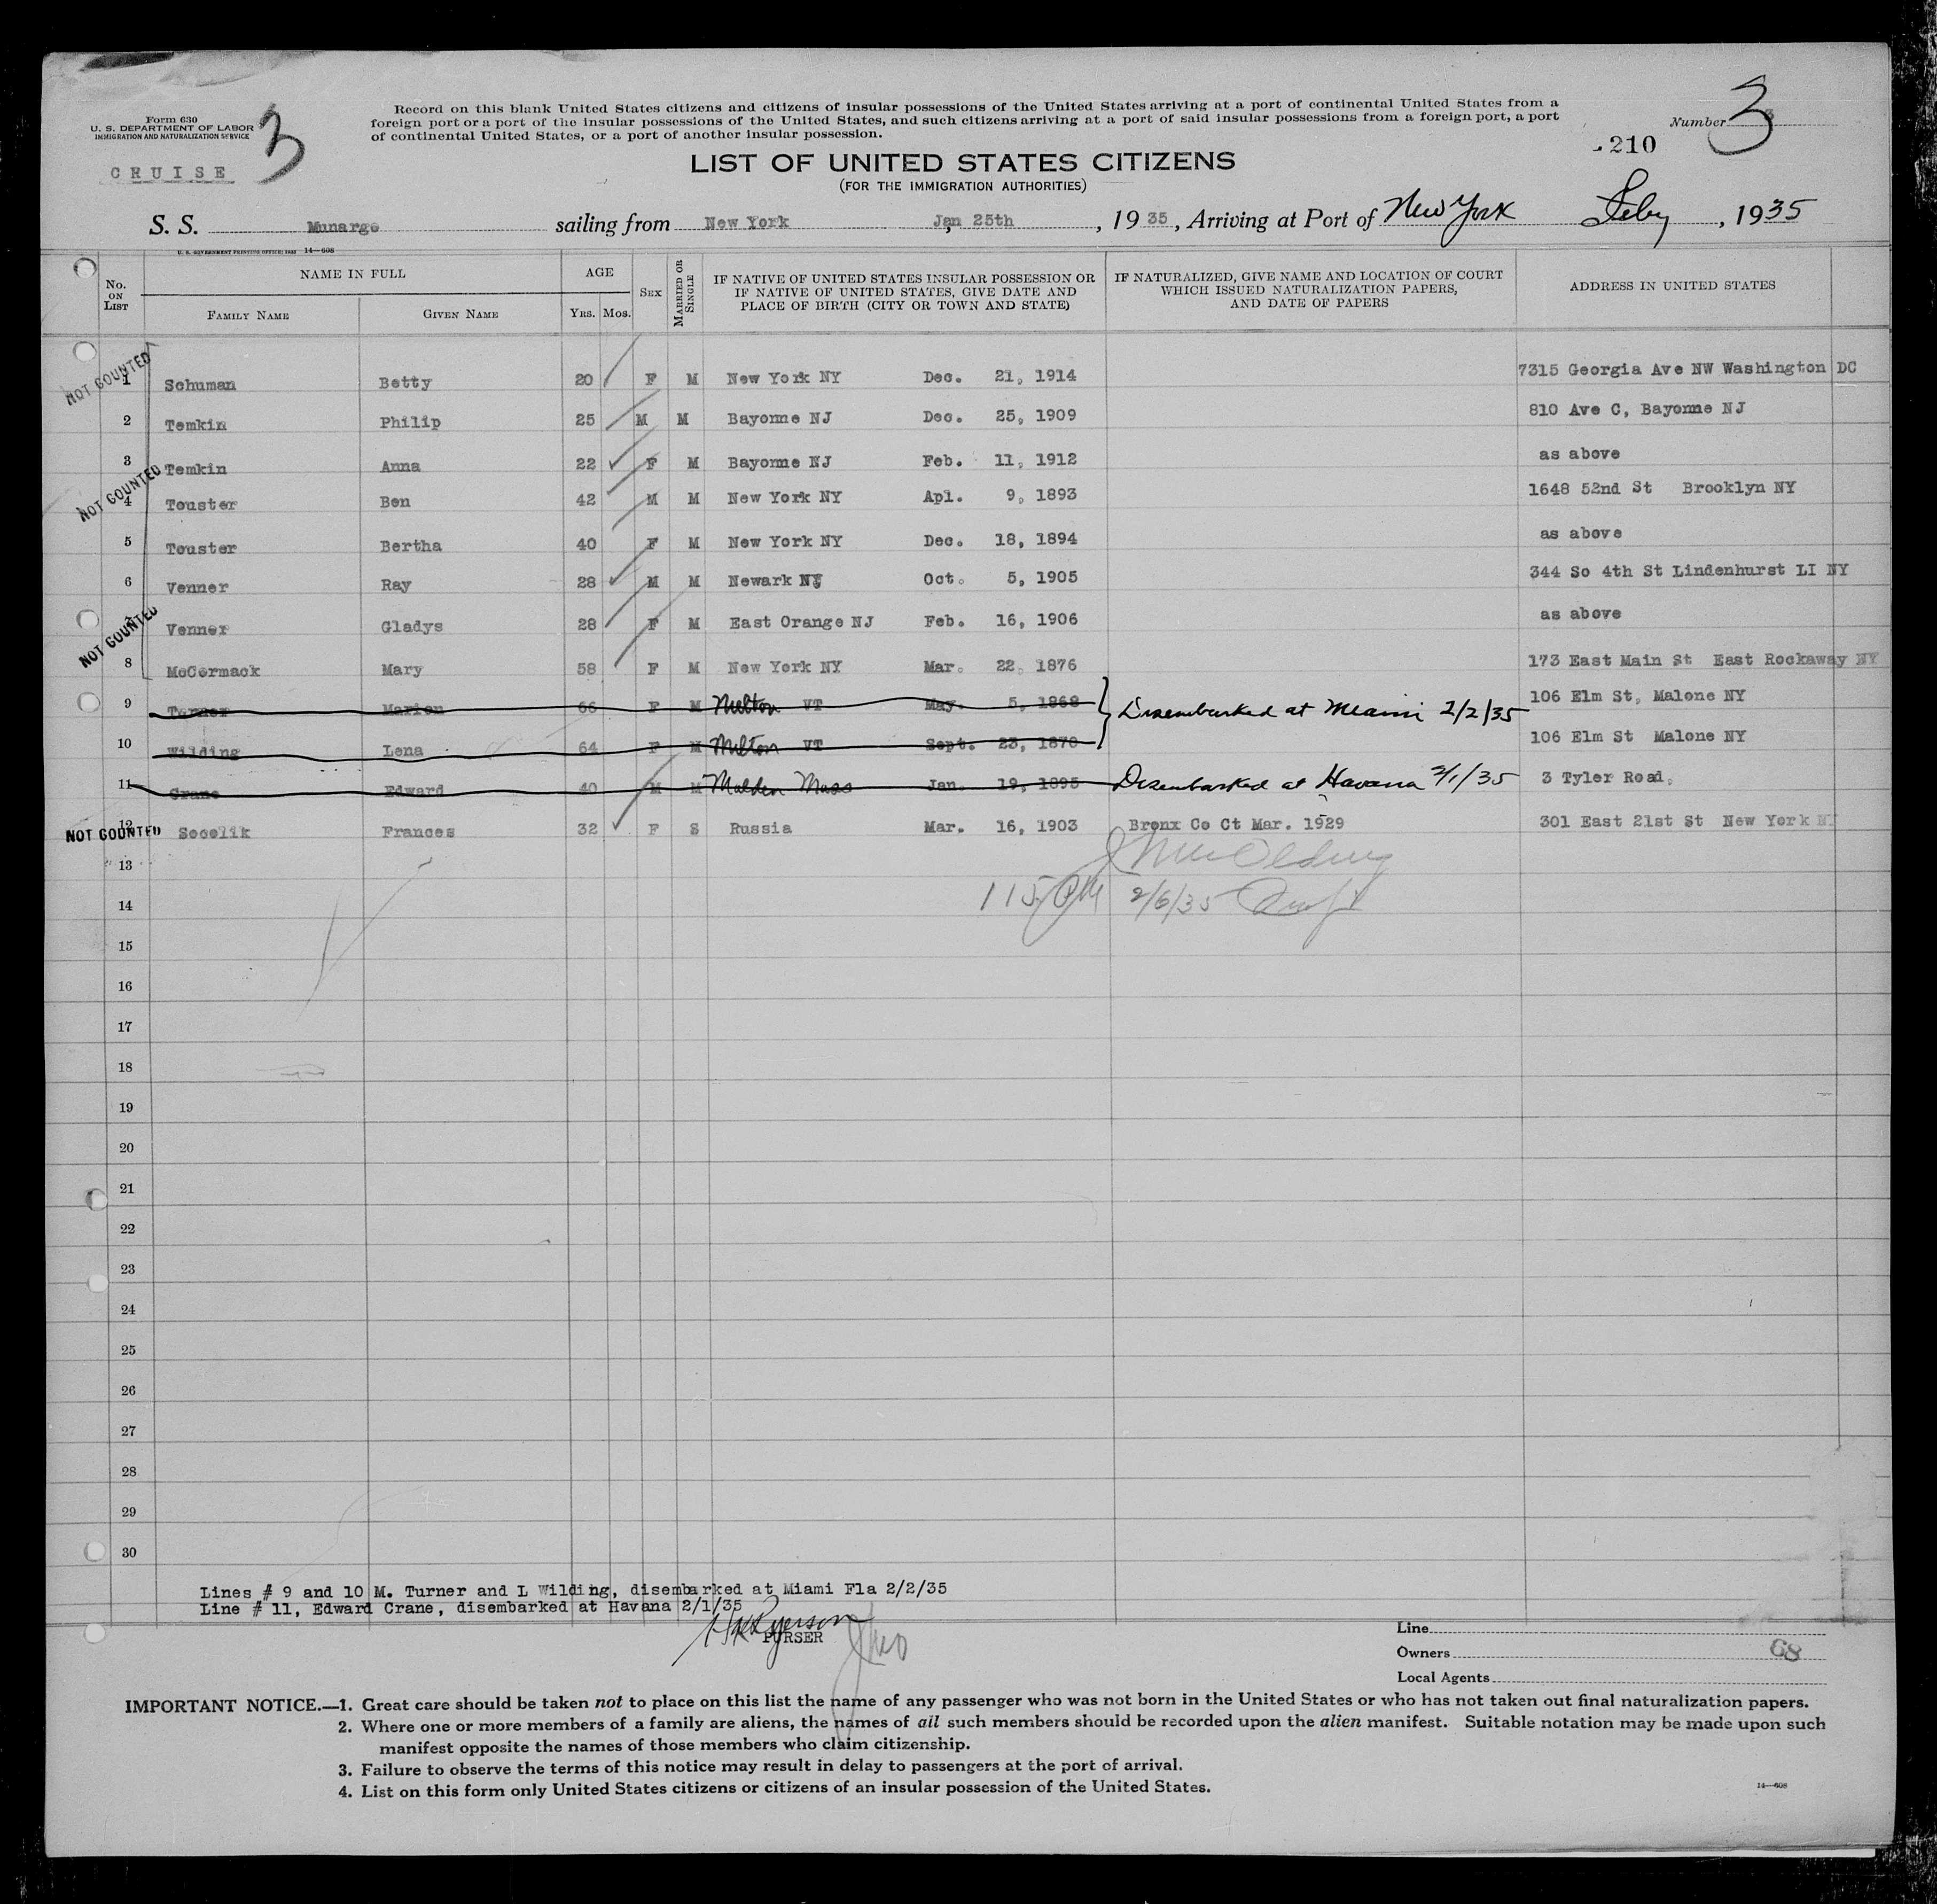 Form 630
U. S. DEPARTMENT OF LABOR
IMMIGRATION AND NATURALIZATION SERVICE
3
CRUISE
Record on this blank United States citizens and citizens of insular possessions of the United States arriving at a port of continental United States from a
foreign port or a port of the insular possessions of the United States, and such citizens arriving at a port of said insular possessions from a foreign port, a port
of continental United States, or a port of another insular possession.
Number 3
210
LIST OF UNITED STATES CITIZENS
(FOR THE IMMIGRATION AUTHORITIES)
S. S. Munargo sailing from New York Jan 25th, 1935, Arriving at Port of New York Feby, 1935
U. S. GOVERNMENT PRINTING OFFICE: 14—608
No. ON LIST NAME IN FULL AGE SEX MARRIED OR SINGLE IF NATIVE OF UNITED STATES INSULAR POSSESSION OR IF NATIVE OF UNITED STATES, GIVE DATE AND PLACE OF BIRTH (CITY OR TOWN AND STATE) IF NATURALIZED, GIVE NAME AND LOCATION OF COURT WHICH ISSUED NATURALIZATION PAPERS, AND DATE OF PAPERS ADDRESS IN UNITED STATES
FAMILY NAME GIVEN NAME YRS. MOS.
NOT COUNTED 1 Schuman Betty 20 F M New York NY Dec. 21, 1914 7315 Georgia Ave NW Washington DC
2 Temkin Philip 25 M M Bayonne NJ Dec. 25, 1909 810 Ave C, Bayonne NJ
3 Temkin Anna 22 F M Bayonne NJ Feb. 11, 1912 as above
NOT COUNTED 4 Touster Ben 42 M M New York NY Apl. 9, 1893 1648 52nd St Brooklyn NY
5 Touster Bertha 40 F M New York NY Dec. 18, 1894 as above
6 Venner Ray 28 M M Newark NJ Oct. 5, 1905 344 So 4th St Lindenhurst LI NY
NOT COUNTED 7 Venner Gladys 28 F M East Orange NJ Feb. 16, 1906 as above
8 McCormack Mary 58 F M New York NY Mar. 22, 1876 173 East Main St East Rockaway NY
9 Turner Marion 66 F M Milton VT May. 5, 1868 Disembarked at Miami 2/2/35 106 Elm St, Malone NY
10 Wilding Lena 64 F M Milton VT Sept. 23, 1870 106 Elm St Malone NY
11 Crane Edward 40 M M Malden Mass Jan. 19, 1895 Disembarked at Havana 2/1/35 3 Tyler Road,
NOT COUNTED 12 Socolik Frances 32 F S Russia Mar. 16, 1903 Bronx Co Ct Mar. 1929 301 East 21st St New York N
13
115 PM 2/6/35
14
15
16
17
18
19
20
21
22
23
24
25
26
27
28
29
30
Lines # 9 and 10 M. Turner and L Wilding, disembarked at Miami Fla 2/2/35
Line # 11, Edward Crane, disembarked at Havana 2/1/35
PURSER
Line
Owners 68
Local Agents
IMPORTANT NOTICE.—1. Great care should be taken not to place on this list the name of any passenger who was not born in the United States or who has not taken out final naturalization papers.
2. Where one or more members of a family are aliens, the names of all such members should be recorded upon the alien manifest. Suitable notation may be made upon such
manifest opposite the names of those members who claim citizenship.
3. Failure to observe the terms of this notice may result in delay to passengers at the port of arrival.
4. List on this form only United States citizens or citizens of an insular possession of the United States.
14—608